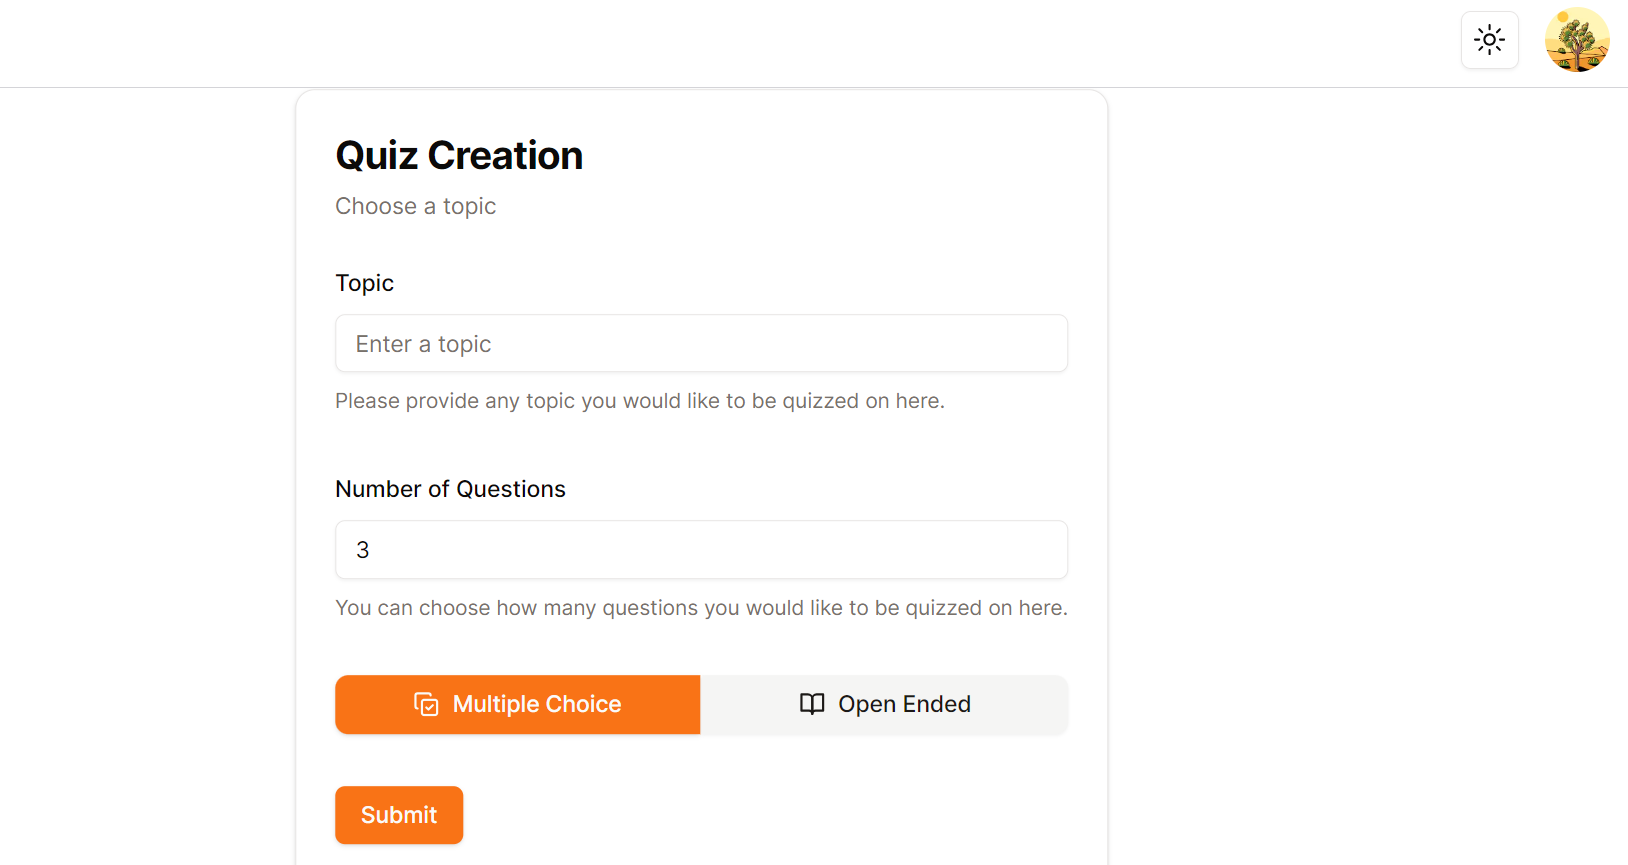 Quiz Creation
Choose a topic
Topic
Enter a topic
Please provide any topic you would like to be quizzed on here.
Number of Questions
3
You can choose how many questions you would like to be quizzed on here.
Multiple Choice
Open Ended
Submit